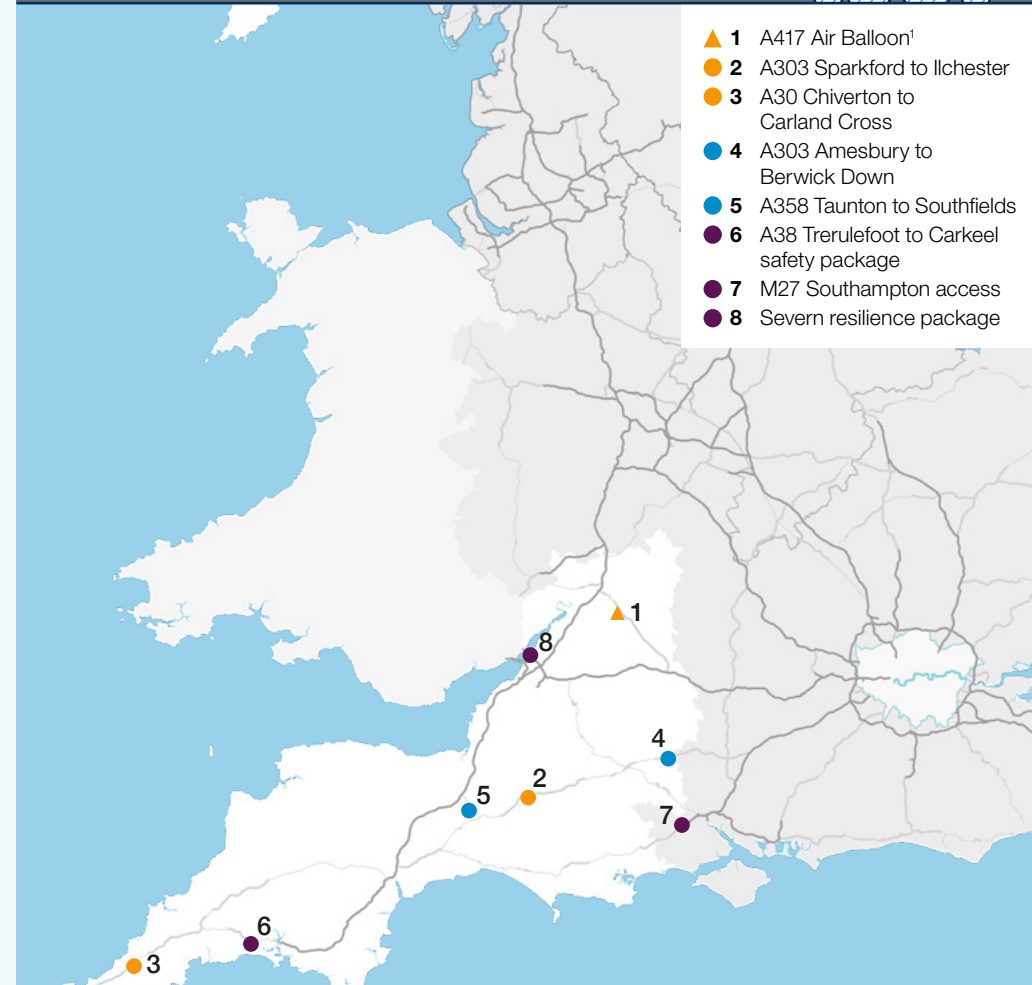 1 A417 Air Balloon¹
2 A303 Sparkford to Ilchester
3 A30 Chiverton to
Carland Cross
4 A303 Amesbury to
Berwick Down
5 A358 Taunton to Southfields
6 A38 Trerulefoot to Carkeel
safety package
7 M27 Southampton access
8 Severn resilience package
1
8
4
2
5
7
6
3